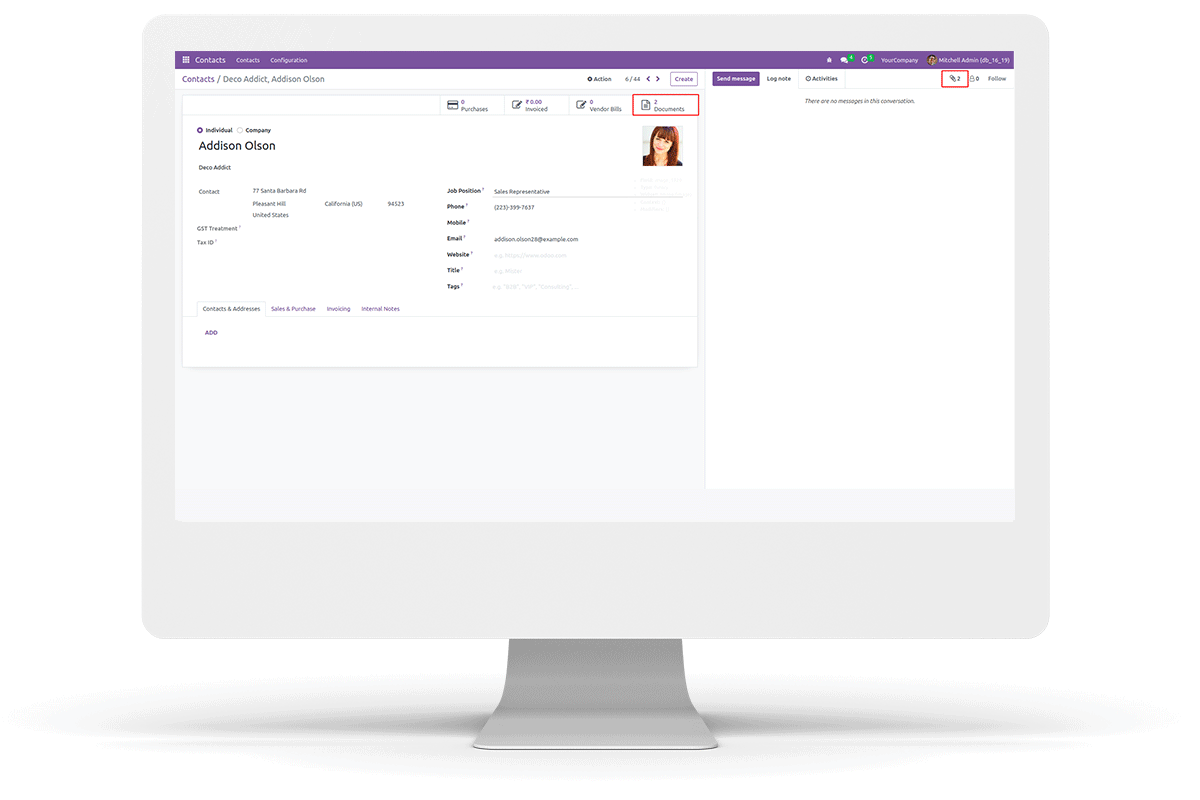 Contacts Contacts Configuration
4 5 YourCompany Mitchell Admin (db_16_19)
Contacts / Deco Addict, Addison Olson
Action 6 / 44 Create
Send message Log note Activities 2 0 Follow
0 Purchases
₹ 0.00 Invoiced
0 Vendor Bills
2 Documents
There are no messages in this conversation.
Individual Company
Addison Olson
Deco Addict
Contact 77 Santa Barbara Rd
Pleasant Hill California (US) 94523
United States
GST Treatment ?
Tax ID ?
Job Position ? Sales Representative
Phone ? (223)-399-7637
Mobile ?
Email ? addison.olson28@example.com
Website ? e.g. https://www.odoo.com
Title ? e.g. Mister
Tags ? e.g. "B2B", "VIP", "Consulting", ...
Contacts & Addresses Sales & Purchase Invoicing Internal Notes
ADD